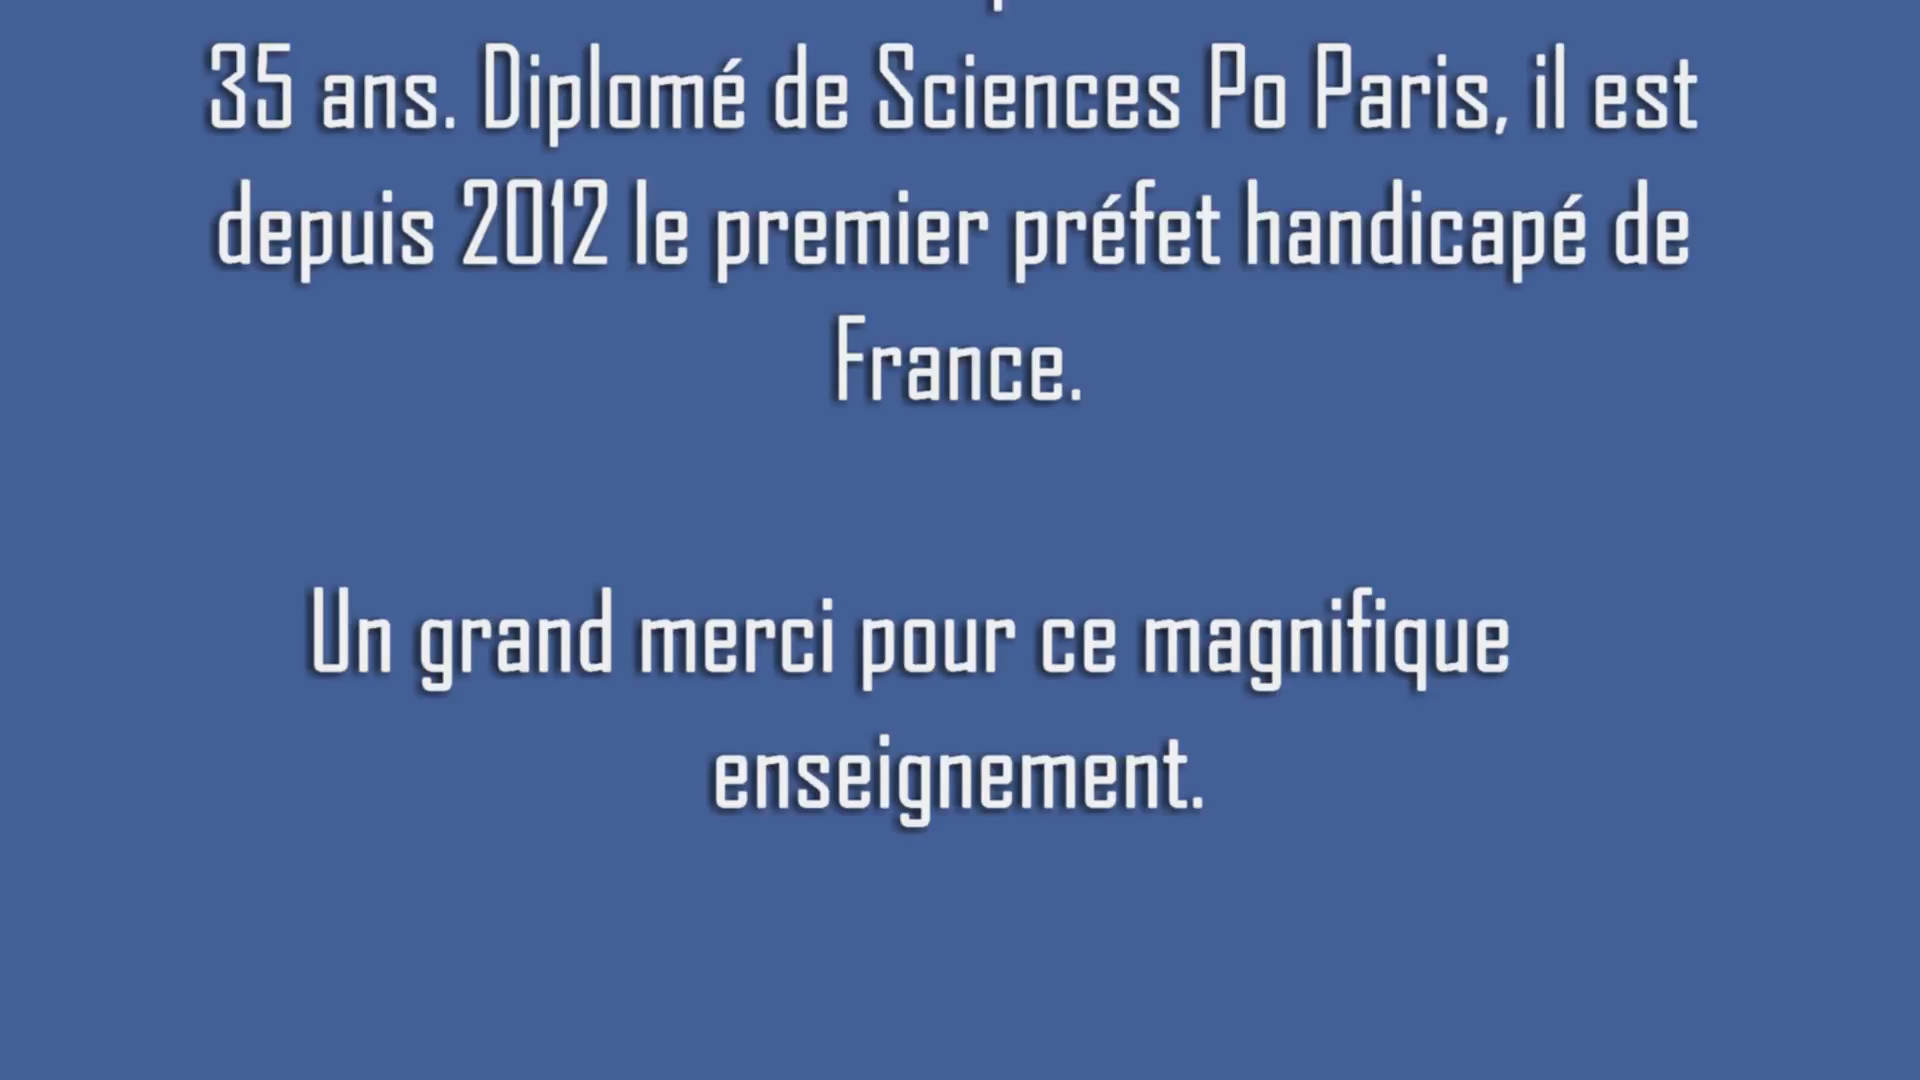 35 ans. Diplomé de Sciences Po Paris, il est
depuis 2012 le premier préfet handicapé de
France.
Un grand merci pour ce magnifique
enseignement.